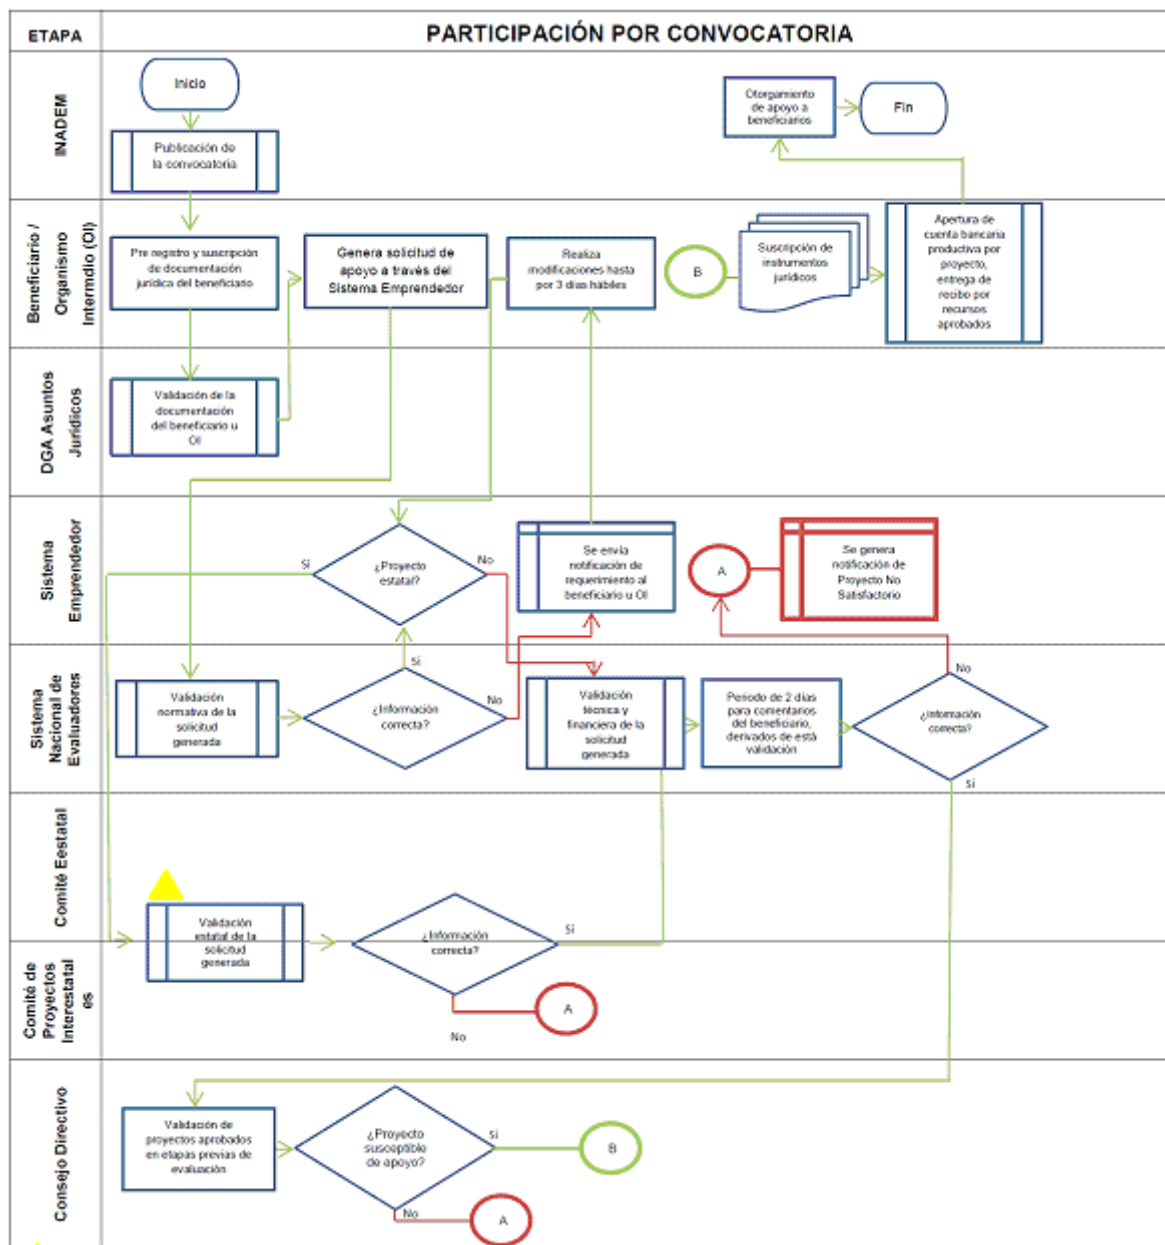 ETAPA
PARTICIPACIÓN POR CONVOCATORIA
INADEM
Inicio
Publicación de
la convocatoria
Otorgamiento
de apoyo a
beneficiarios
Fin
Beneficiario /
Organismo
Intermdio (OI)
Pre registro y suscripción
de documentación
jurídica del beneficiario
Genera solicitud de
apoyo a través del
Sistema Emprendedor
Realiza
modificaciones hasta
por 3 días hábiles
B
Suscripción de
instrumentos
jurídicos
Apertura de
cuenta bancaria
productiva por
proyecto,
entrega de
recibo por
recursos
aprobados
DGA Asuntos
Jurídicos
Validación de la
documentación
del beneficiario u
OI
Sistema
Emprendedor
Si
¿Proyecto
estatal?
No
Se envía
notificación de
requerimiento al
beneficiario u OI
A
Se genera
notificación de
Proyecto No
Satisfactorio
Sistema
Nacional de
Evaluadores
Validación
normativa de la
solicitud
generada
Si
¿Información
correcta?
No
Validación
técnica y
financiera de la
solicitud
generada
Periodo de 2 días
para comentarios
del beneficiario,
derivados de está
validación
No
¿Información
correcta?
Si
Comité Eestatal
Comité de
Proyectos
Interestatal
es
Validación
estatal de la
solicitud
generada
¿Información
correcta?
Si
A
No
Consejo Directivo
Validación de
proyectos aprobados
en etapas previas de
evaluación
¿Proyecto
susceptible
de apoyo?
Si
B
No
A